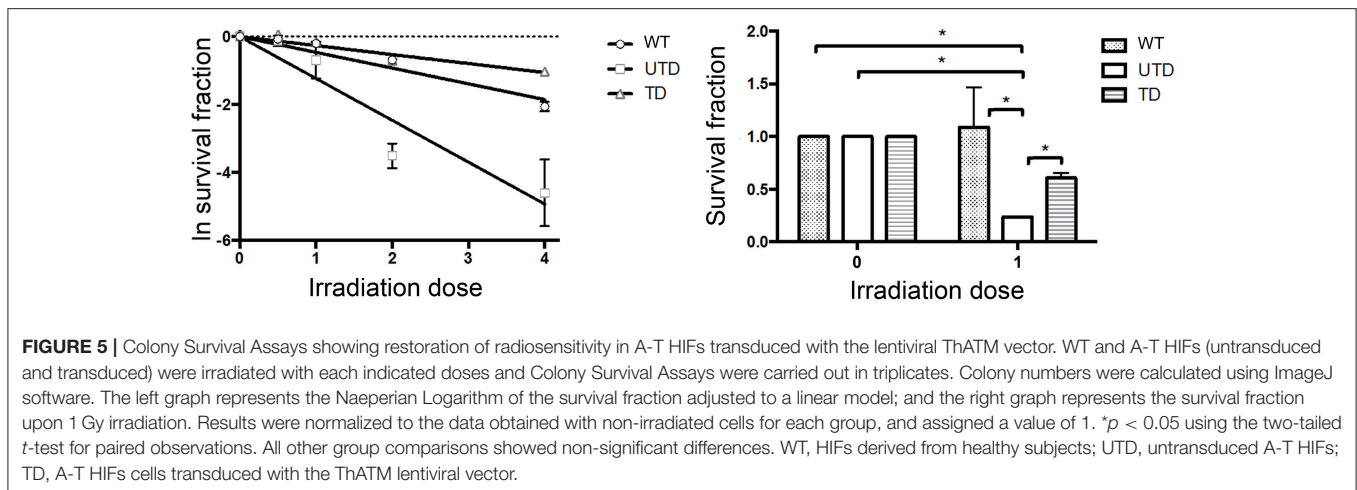 0
-2
-4
-6
ln survival fraction
0
1
2
3
4
Irradiation dose
WT
UTD
TD
2.0
1.5
1.0
0.5
0.0
Survival fraction
*
*
*
*
0
1
Irradiation dose
WT
UTD
TD
FIGURE 5 | Colony Survival Assays showing restoration of radiosensitivity in A-T HIFs transduced with the lentiviral ThATM vector. WT and A-T HIFs (untransduced
and transduced) were irradiated with each indicated doses and Colony Survival Assays were carried out in triplicates. Colony numbers were calculated using ImageJ
software. The left graph represents the Naeperian Logarithm of the survival fraction adjusted to a linear model; and the right graph represents the survival fraction
upon 1 Gy irradiation. Results were normalized to the data obtained with non-irradiated cells for each group, and assigned a value of 1. *p < 0.05 using the two-tailed
t-test for paired observations. All other group comparisons showed non-significant differences. WT, HIFs derived from healthy subjects; UTD, untransduced A-T HIFs;
TD, A-T HIFs cells transduced with the ThATM lentiviral vector.